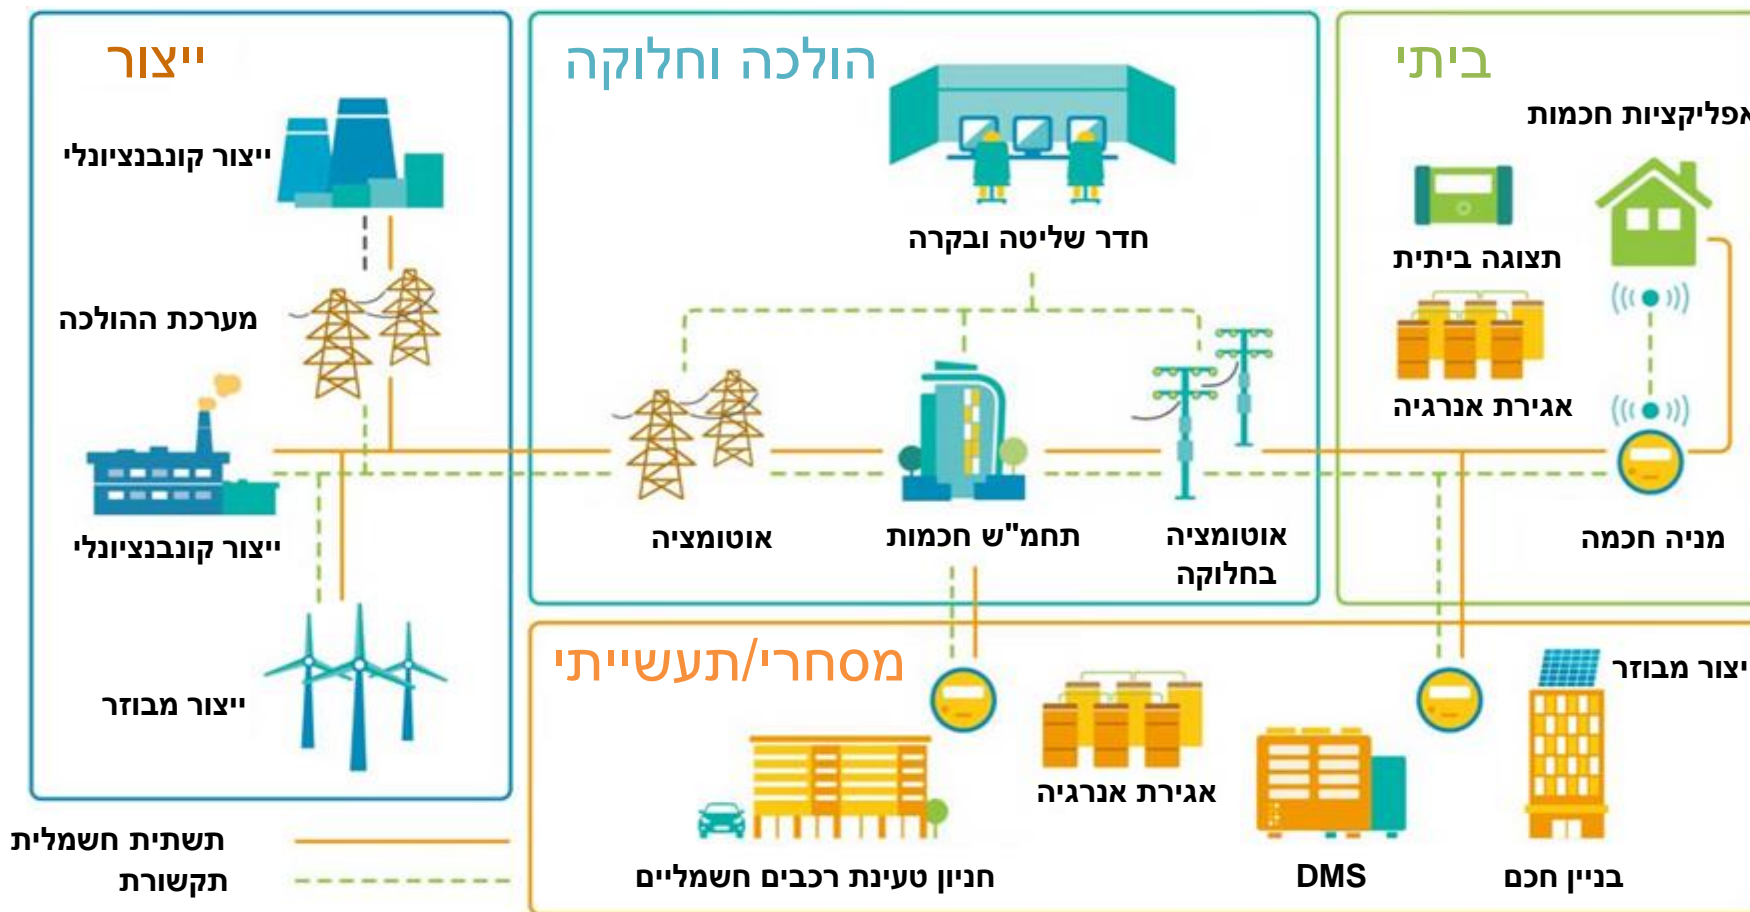 ייצור
ייצור קונבנציונלי
מערכת ההולכה
ייצור קונבנציונלי
ייצור מבוזר
תשתית חשמלית
תקשורת
הולכה וחלוקה
חדר שליטה ובקרה
אוטומציה
תחמ"ש חכמות
אוטומציה
בחלוקה
ביתי
אפליקציות חכמות
תצוגה ביתית
אגירת אנרגיה
מניה חכמה
מסחרי/תעשייתי
יצור מבוזר
אגירת אנרגיה
חניון טעינת רכבים חשמליים
DMS
בניין חכם